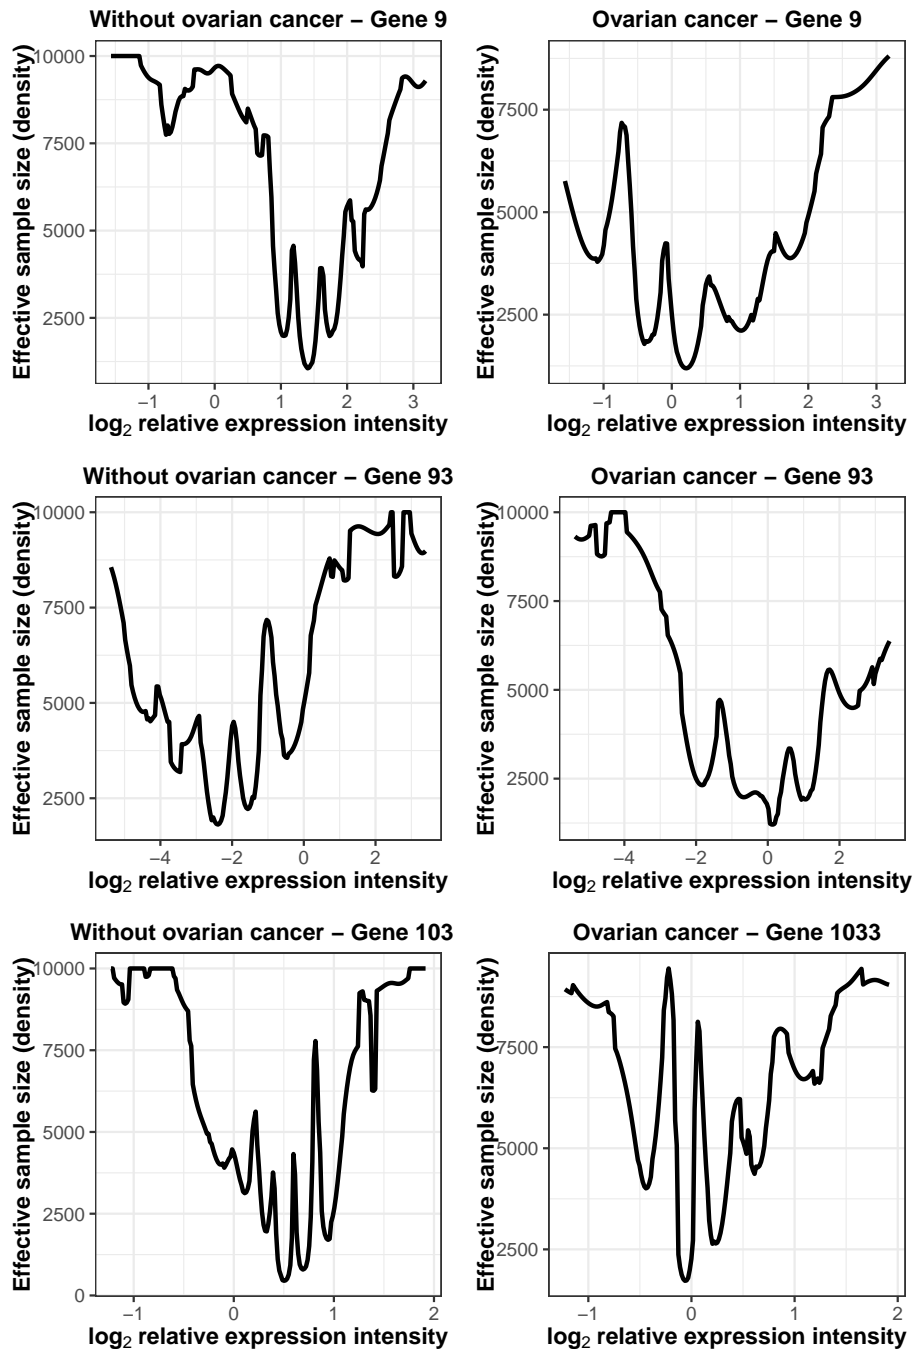 Without ovarian cancer – Gene 9
Effective sample size (density)
10000
7500
5000
2500
−1 0 1 2 3
log2 relative expression intensity
Ovarian cancer – Gene 9
Effective sample size (density)
7500
5000
2500
−1 0 1 2 3
log2 relative expression intensity
Without ovarian cancer – Gene 93
Effective sample size (density)
10000
7500
5000
2500
−4 −2 0 2
log2 relative expression intensity
Ovarian cancer – Gene 93
Effective sample size (density)
10000
7500
5000
2500
−4 −2 0 2
log2 relative expression intensity
Without ovarian cancer – Gene 103
Effective sample size (density)
10000
7500
5000
2500
0
−1 0 1 2
log2 relative expression intensity
Ovarian cancer – Gene 1033
Effective sample size (density)
7500
5000
2500
−1 0 1 2
log2 relative expression intensity